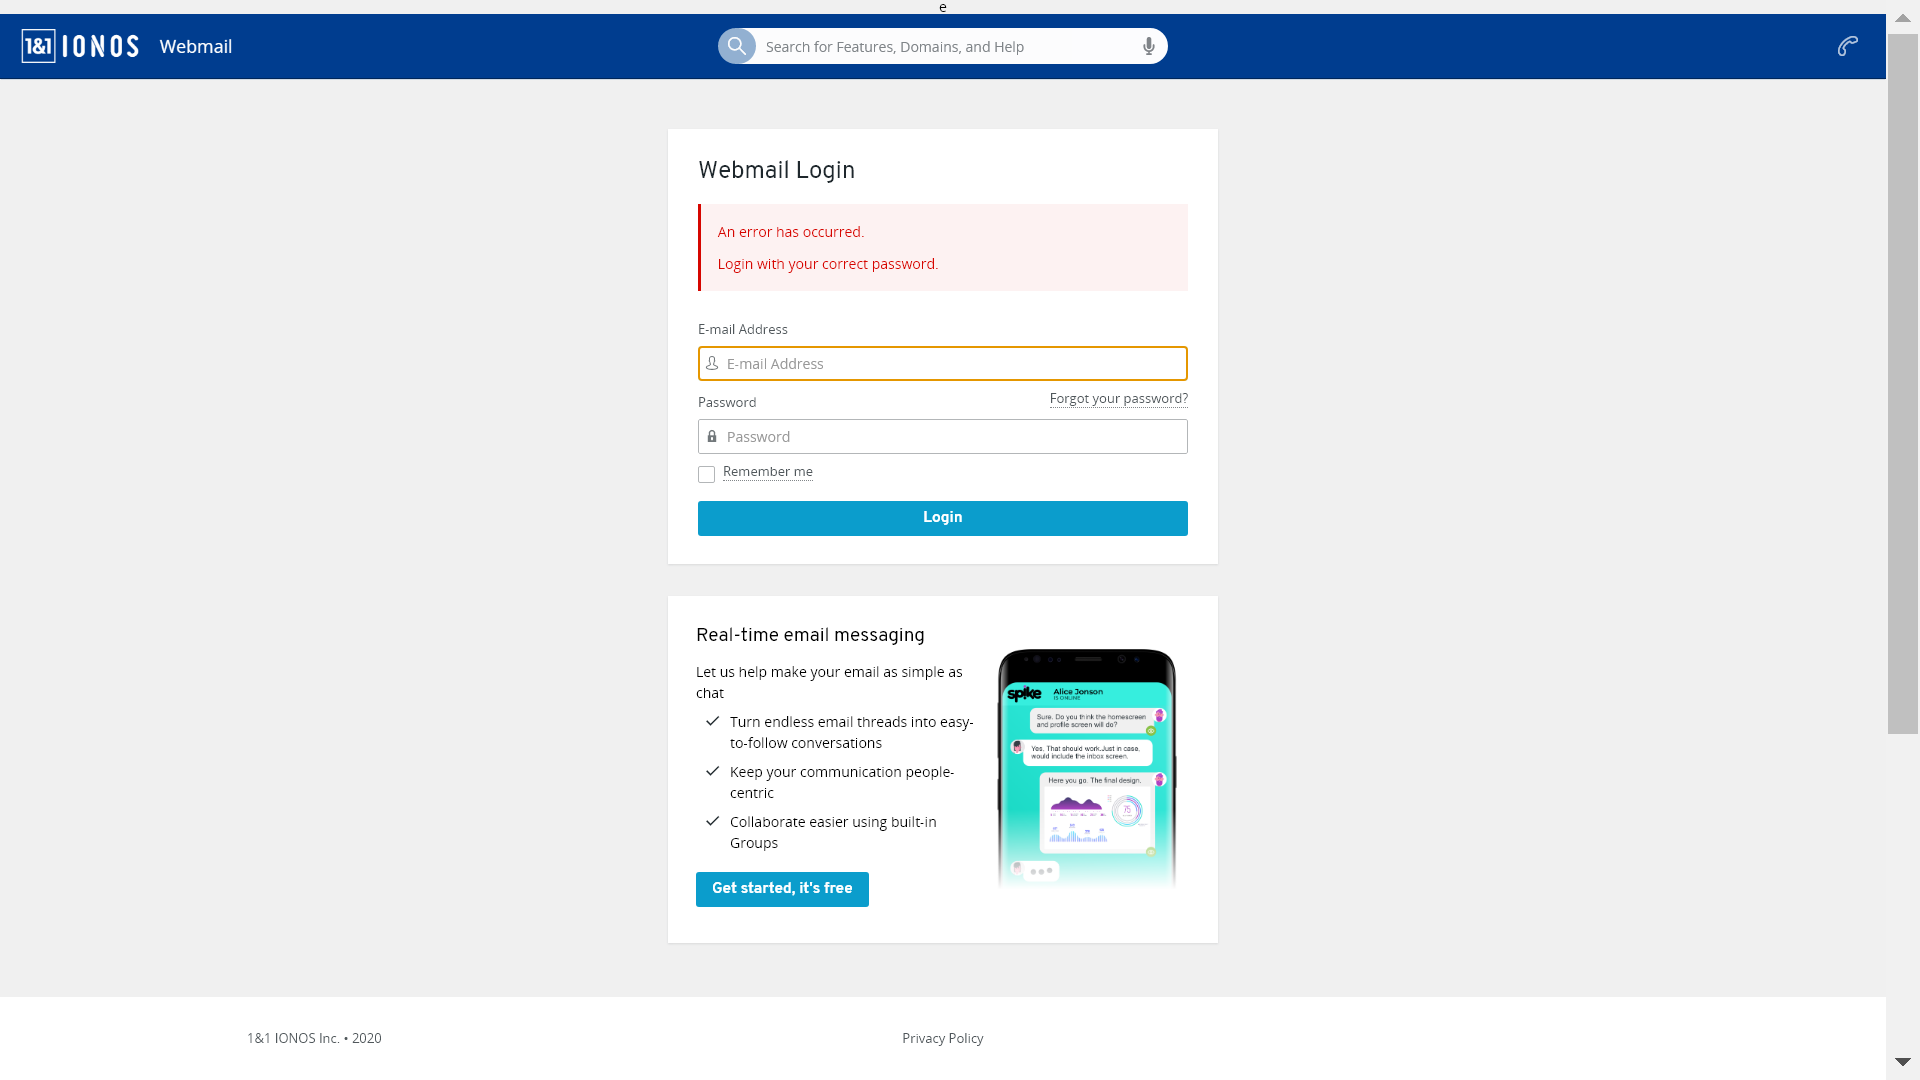 e
1&1 IONOS Webmail
Search for Features, Domains, and Help
Webmail Login
An error has occurred.
Login with your correct password.
E-mail Address
E-mail Address
Password
Forgot your password?
Password
Remember me
Login
Real-time email messaging
Let us help make your email as simple as
chat
Turn endless email threads into easy-
to-follow conversations
Keep your communication people-
centric
Collaborate easier using built-in
Groups
Get started, it's free
spike
Alice Jonson
IS ONLINE
Sure. Do you think the homescreen
and profile screen will do?
Yes, That should work.Just in case,
would include the inbox screen.
Here you go. The final design.
75
1&1 IONOS Inc. • 2020
Privacy Policy